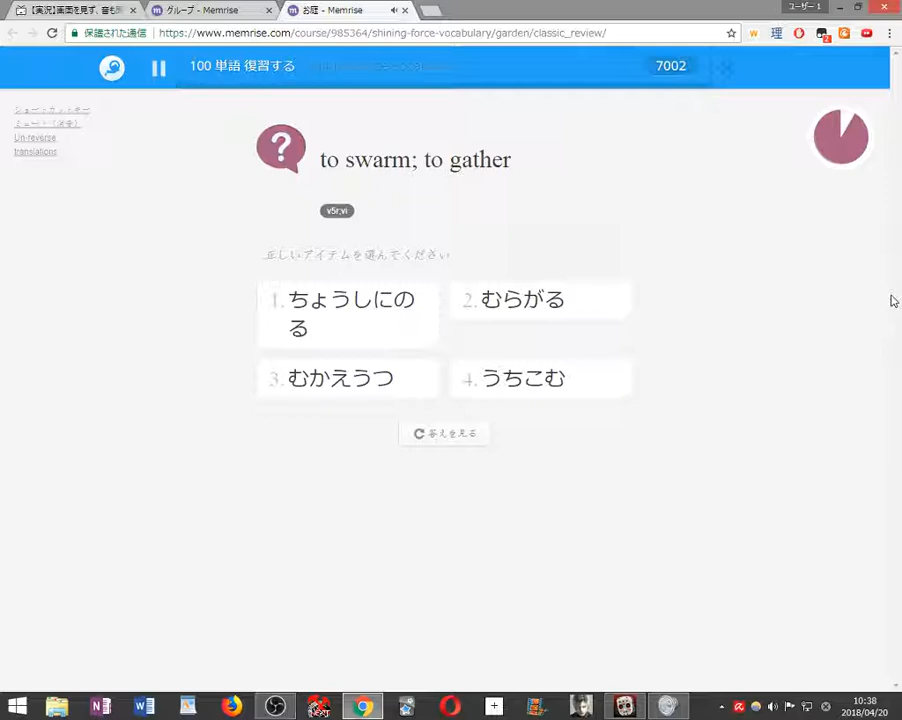 【実況】画面を見ず、音も
グループ - Memrise
お庭 - Memrise
ユーザー 1
保護された通信
https://www.memrise.com/course/985364/shining-force-vocabulary/garden/classic_review/
100 単語 復習する
7002
ショートカットキー
ミュート (消音)
Un-reverse
translations
to swarm; to gather
v5r;vi
正しいアイテムを選んでください
1. ちょうしにの
る
2. むらがる
3. むかえうつ
4. うちこむ
答えを見る
10:38
2018/04/20